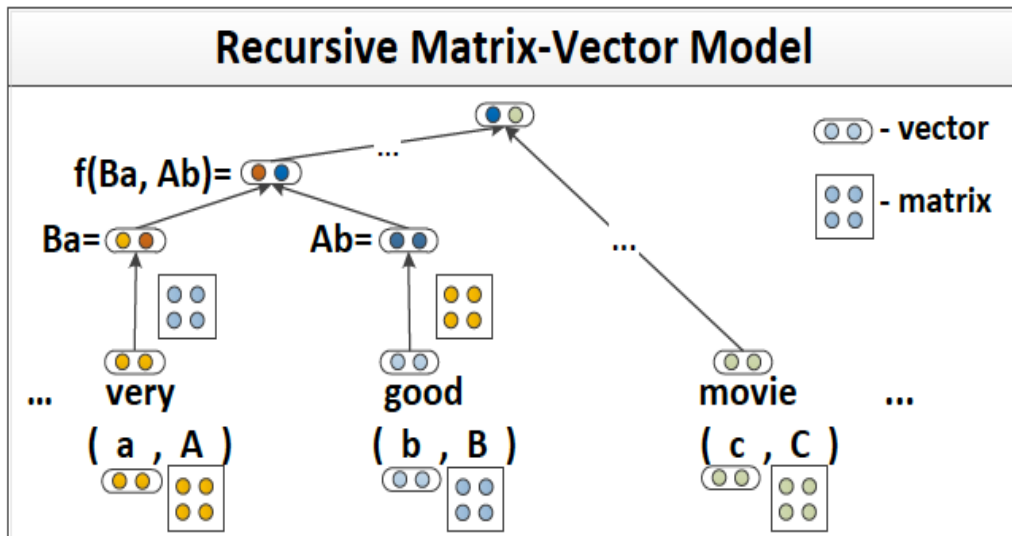 Recursive Matrix-Vector Model
- vector
...
f(Ba, Ab)=
- matrix
Ba=
Ab=
...
... very good movie ...
( a , A ) ( b , B ) ( c , C )